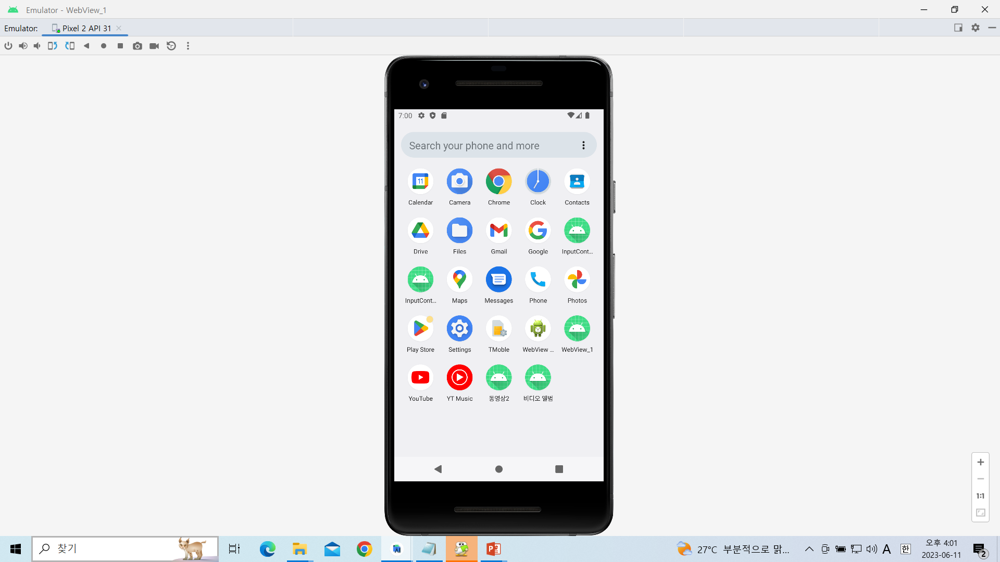 Emulator - WebView_1
Emulator:
Pixel 2 API 31
7:00
Search your phone and more
11
Calendar
Camera
Chrome
Clock
Contacts
Drive
Files
Gmail
Google
InputCont...
InputCont...
Maps
Messages
Phone
Photos
Play Store
Settings
TMoble
WebView ...
WebView_1
YouTube
YT Music
동영상2
비디오 앨범
1:1
찾기
27°C 부분적으로 맑...
A
한
오후 4:01
2023-06-11
2